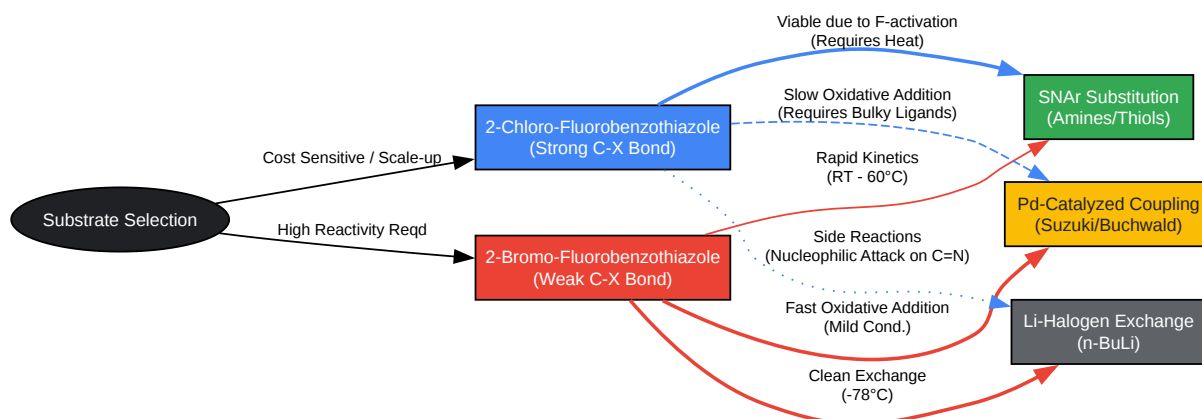 Viable due to F-activation
(Requires Heat)
SNAr Substitution
(Amines/Thiols)
Slow Oxidative Addition
(Requires Bulky Ligands)
2-Chloro-Fluorobenzothiazole
(Strong C-X Bond)
Cost Sensitive / Scale-up
Rapid Kinetics
(RT - 60°C)
Substrate Selection
Pd-Catalyzed Coupling
(Suzuki/Buchwald)
High Reactivity Reqd
Side Reactions
(Nucleophilic Attack on C=N)
2-Bromo-Fluorobenzothiazole
(Weak C-X Bond)
Fast Oxidative Addition
(Mild Cond.)
Li-Halogen Exchange
(n-BuLi)
Clean Exchange
(-78°C)